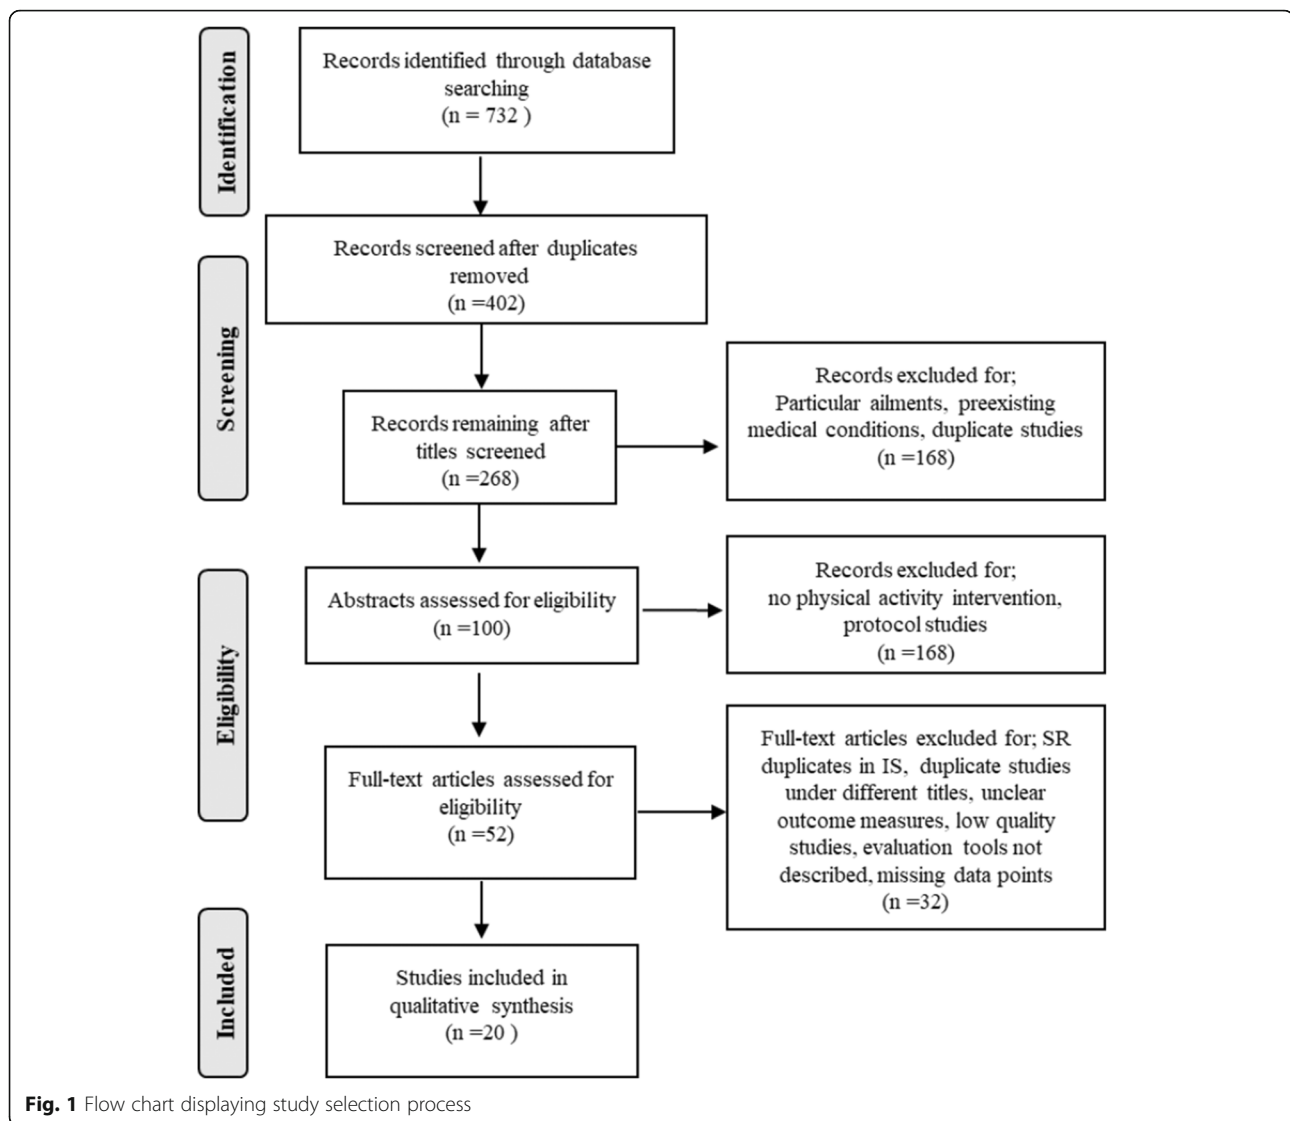 Identification
Records identified through database
searching
(n = 732 )
Screening
Records screened after duplicates
removed
(n =402)
Records remaining after
titles screened
(n =268)
Records excluded for;
Particular ailments, preexisting
medical conditions, duplicate studies
(n =168)
Eligibility
Abstracts assessed for eligibility
(n =100)
Records excluded for;
no physical activity intervention,
protocol studies
(n =168)
Full-text articles assessed for
eligibility
(n =52)
Full-text articles excluded for; SR
duplicates in IS, duplicate studies
under different titles, unclear
outcome measures, low quality
studies, evaluation tools not
described, missing data points
(n =32)
Included
Studies included in
qualitative synthesis
(n =20 )
Fig. 1 Flow chart displaying study selection process